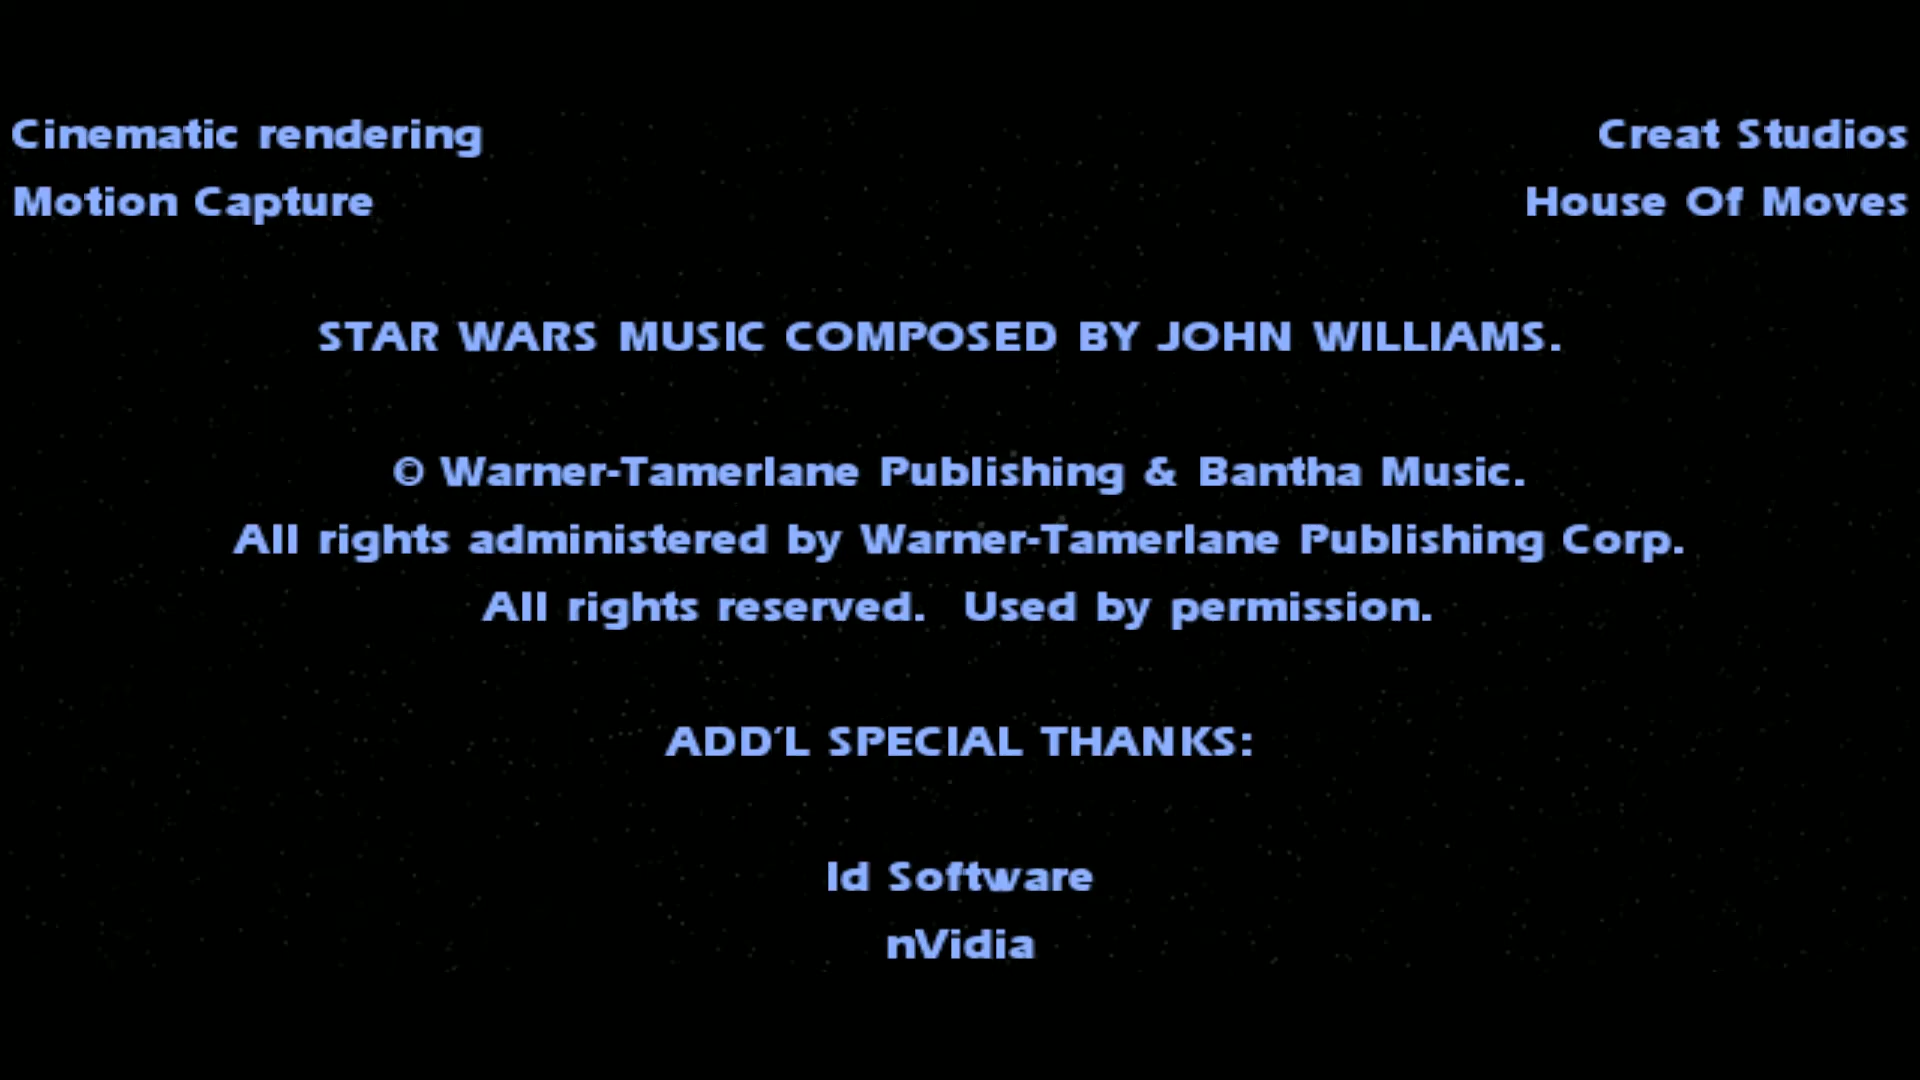 Cinematic rendering Creat Studios
Motion Capture House Of Moves
STAR WARS MUSIC COMPOSED BY JOHN WILLIAMS.
© Warner-Tamerlane Publishing & Bantha Music.
All rights administered by Warner-Tamerlane Publishing Corp.
All rights reserved.  Used by permission.
ADD'L SPECIAL THANKS:
Id Software
nVidia